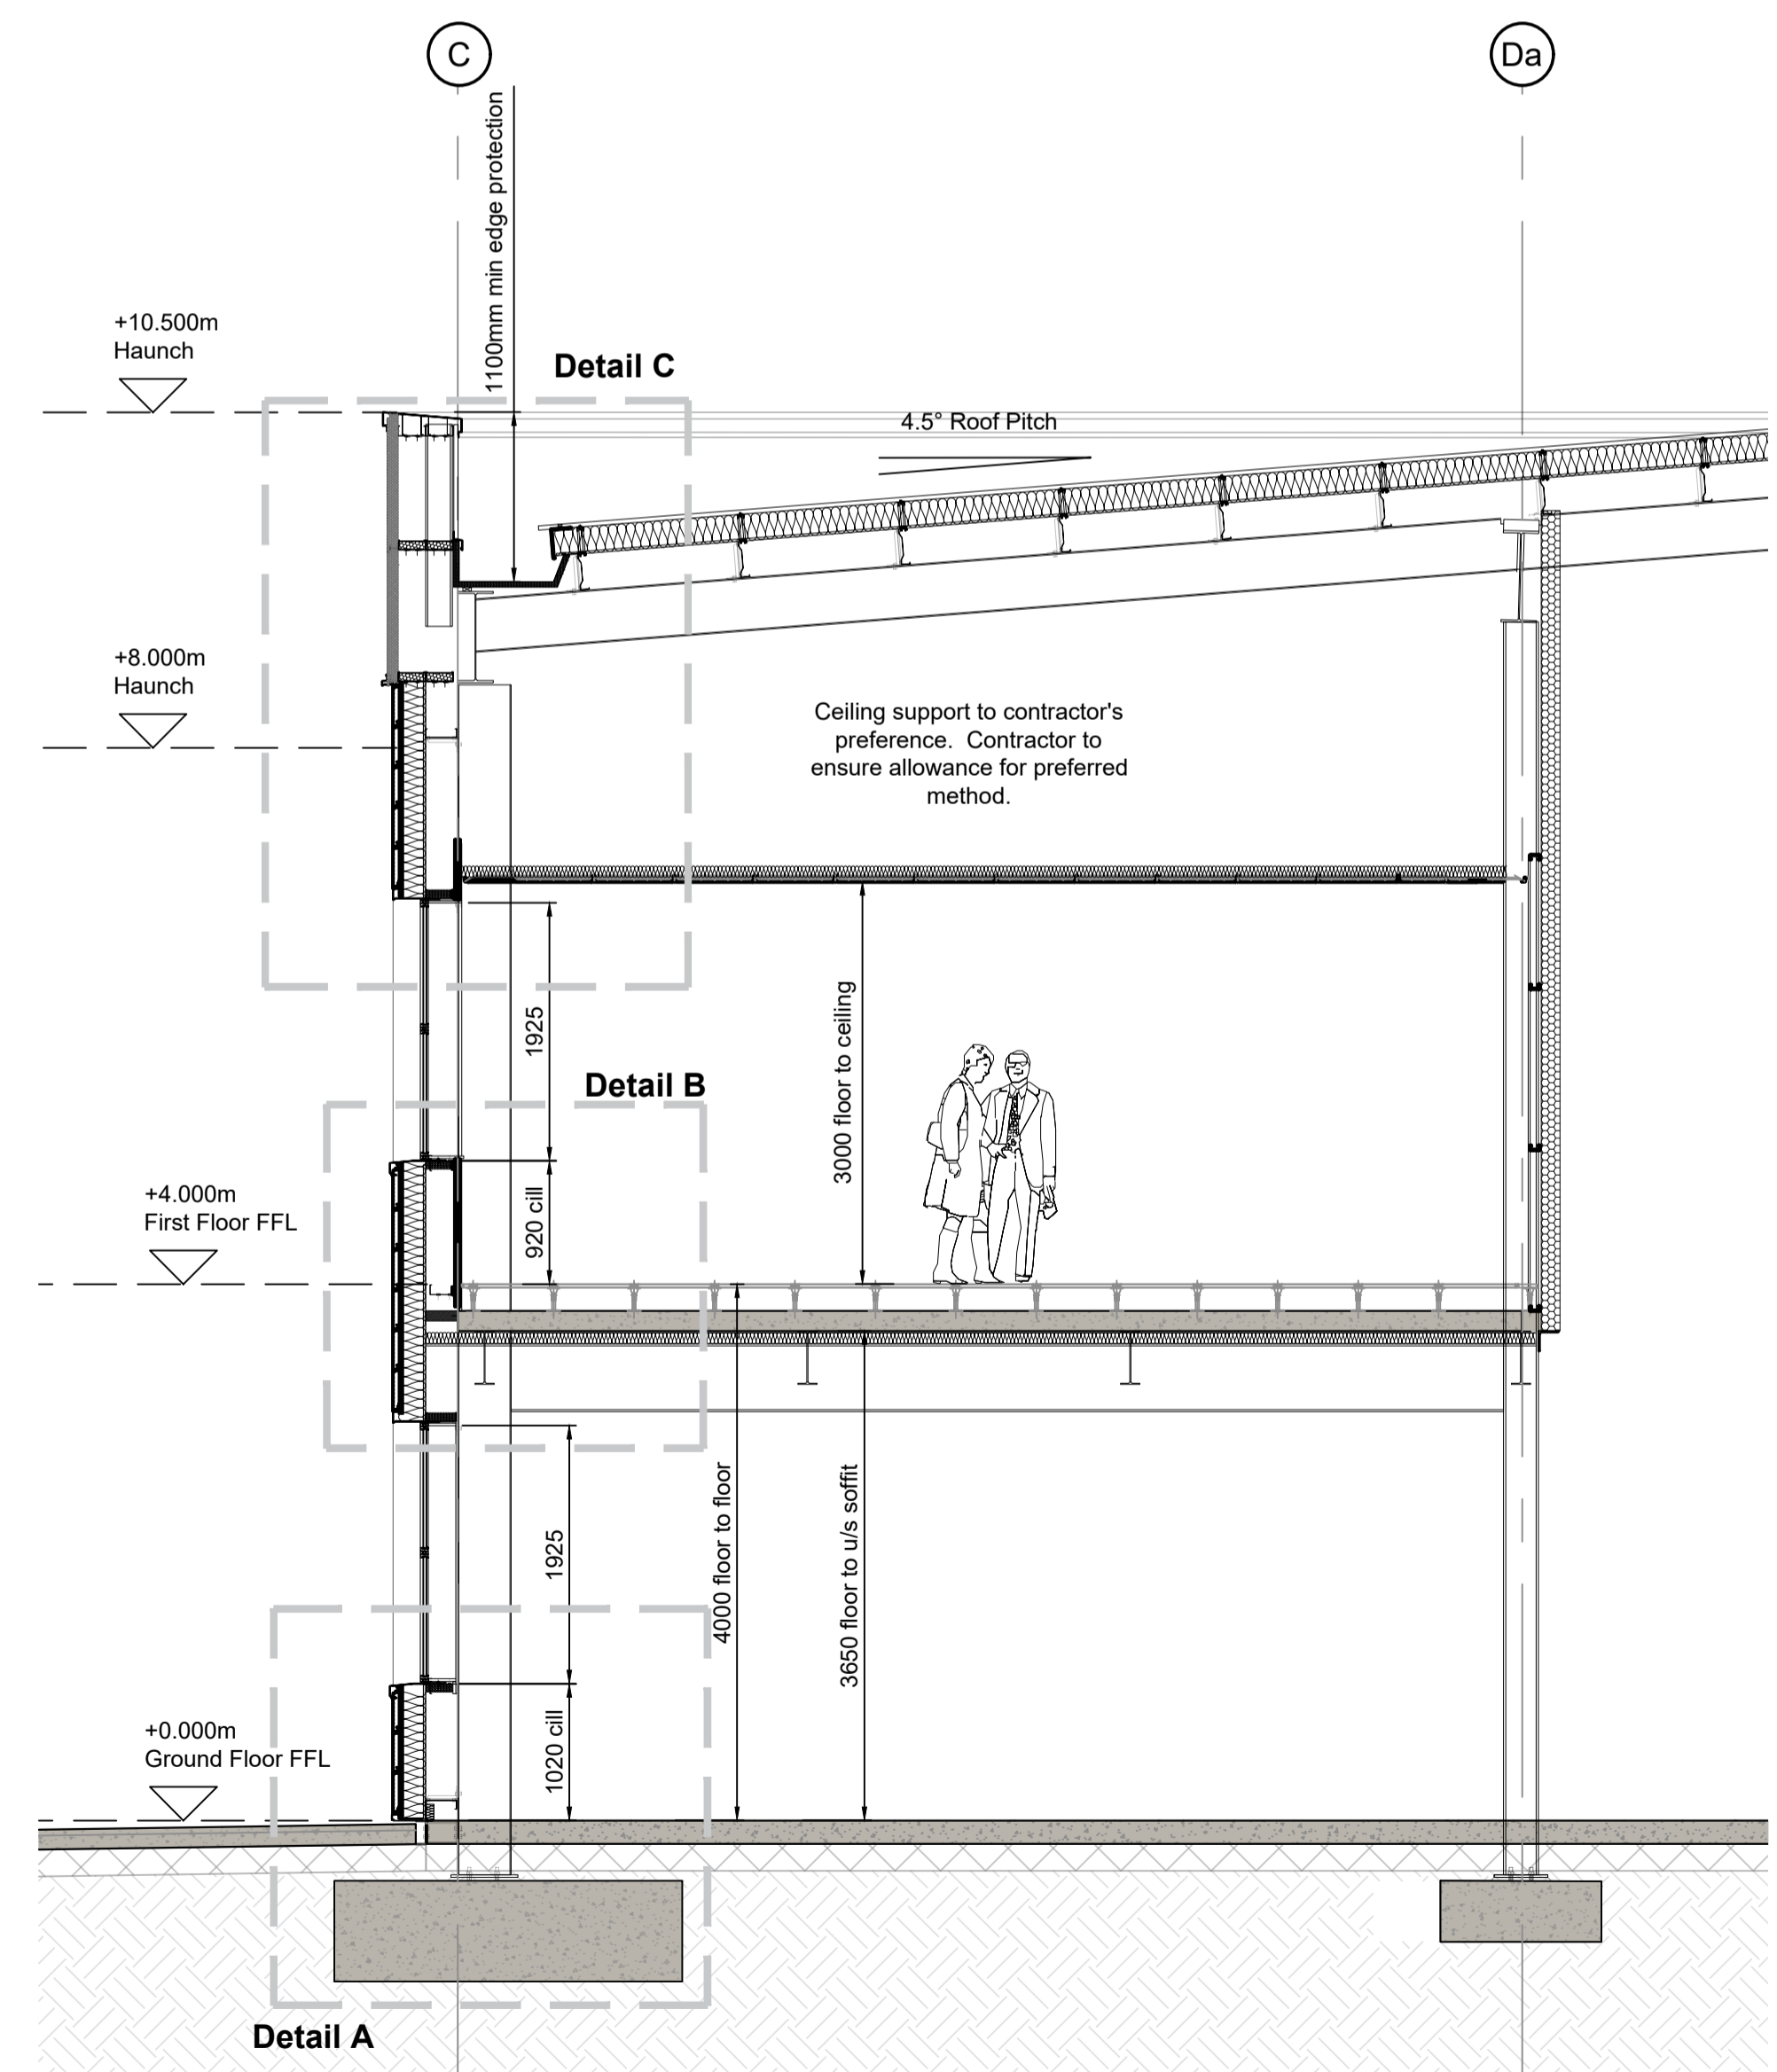 C
Da
1100mm min edge protection
+10.500m
Haunch
Detail C
4.5° Roof Pitch
+8.000m
Haunch
Ceiling support to contractor's
preference. Contractor to
ensure allowance for preferred
method.
1925
3000 floor to ceiling
Detail B
920 cill
+4.000m
First Floor FFL
1925
4000 floor to floor
3650 floor to u/s soffit
1020 cill
+0.000m
Ground Floor FFL
Detail A